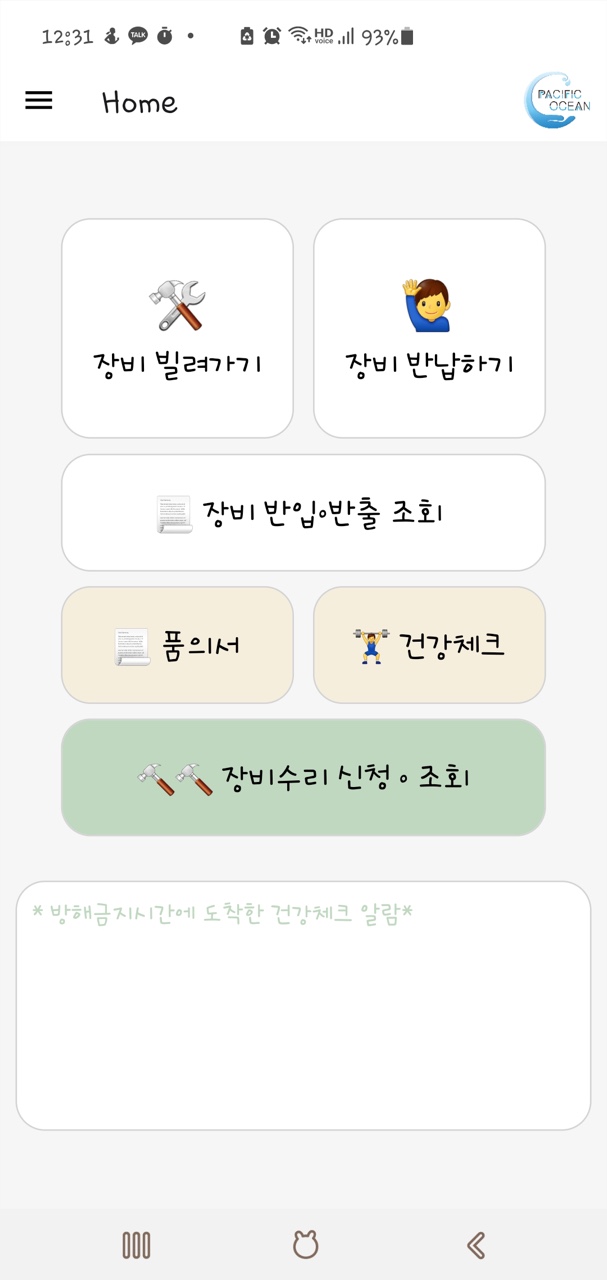 12:31 TALK HD voice 93%
Home
PACIFIC
OCEAN
장비 빌려가기
장비 반납하기
장비 반입∘반출 조회
품의서
건강체크
장비수리 신청 ∘ 조회
* 방해금지시간에 도착한 건강체크 알람*